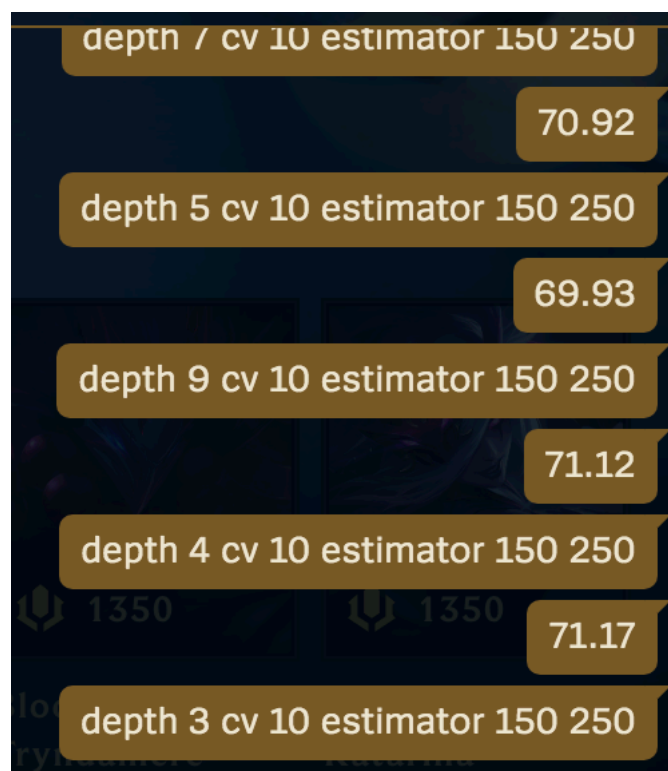 depth 7 cv 10 estimator 150 250
70.92
depth 5 cv 10 estimator 150 250
69.93
depth 9 cv 10 estimator 150 250
71.12
depth 4 cv 10 estimator 150 250
1350 1350
71.17
depth 3 cv 10 estimator 150 250
Katarina